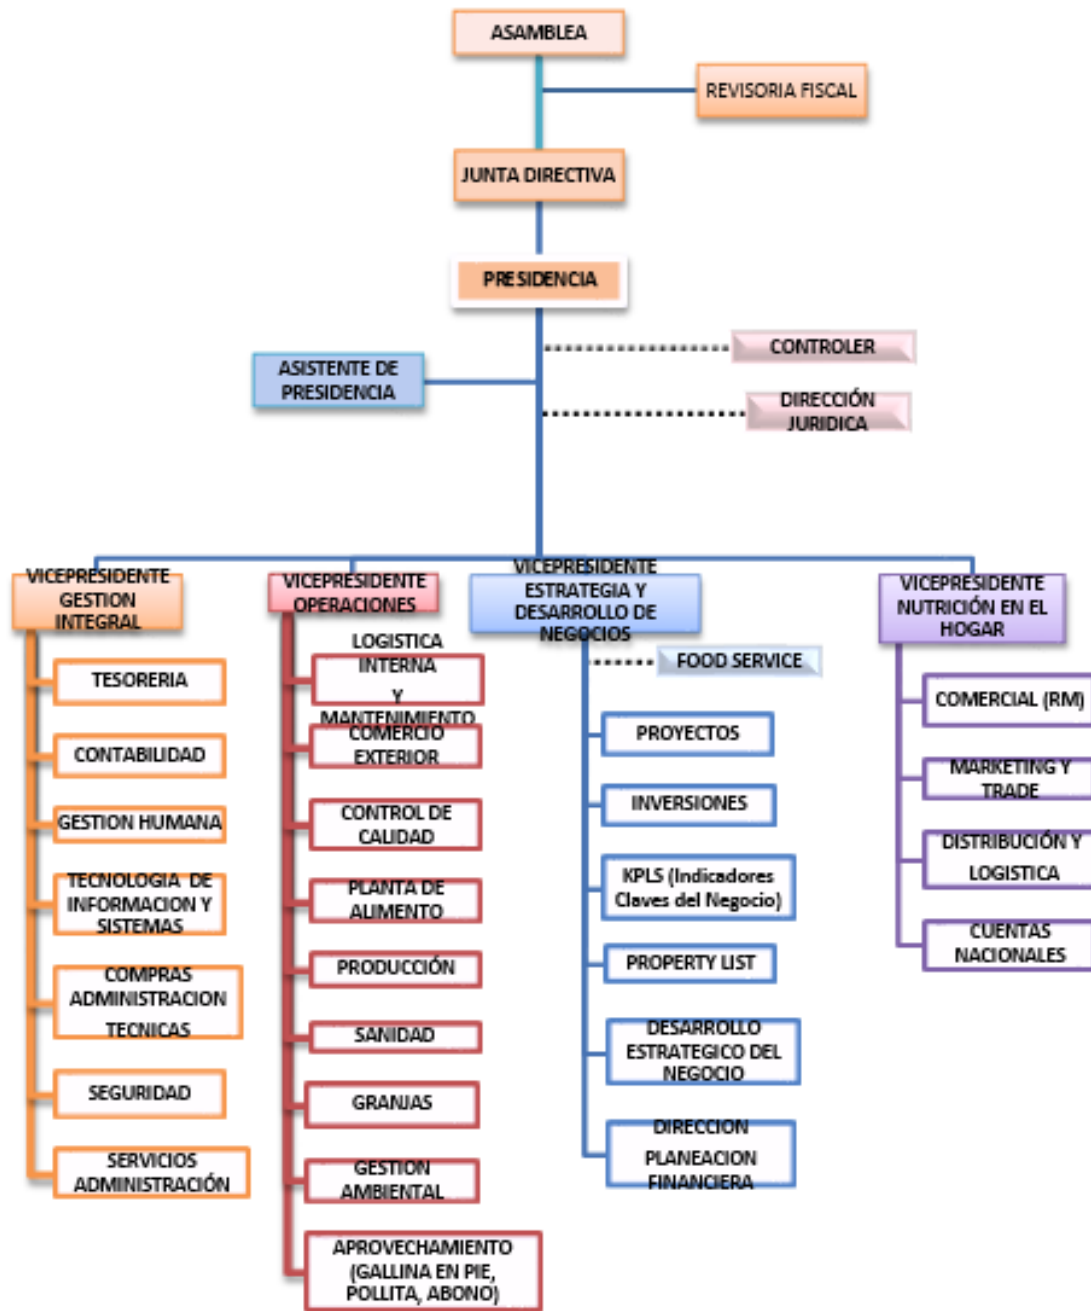 ASAMBLEA
REVISORIA FISCAL
JUNTA DIRECTIVA
PRESIDENCIA
CONTROLER
ASISTENTE DE
PRESIDENCIA
DIRECCIÓN
JURIDICA
VICEPRESIDENTE
GESTION
INTEGRAL
TESORERIA
CONTABILIDAD
GESTION HUMANA
TECNOLOGIA DE
INFORMACION Y
SISTEMAS
COMPRAS
ADMINISTRACION
TECNICAS
SEGURIDAD
SERVICIOS
ADMINISTRACIÓN
VICEPRESIDENTE
OPERACIONES
LOGISTICA
INTERNA
Y
MANTENIMIENTO
COMERCIO
EXTERIOR
CONTROL DE
CALIDAD
PLANTA DE
ALIMENTO
PRODUCCIÓN
SANIDAD
GRANJAS
GESTION
AMBIENTAL
APROVECHAMIENTO
(GALLINA EN PIE,
POLLITA, ABONO)
VICEPRESIDENTE
ESTRATEGIA Y
DESARROLLO DE
NEGOCIOS
FOOD SERVICE
PROYECTOS
INVERSIONES
KPLS (Indicadores
Claves del Negocio)
PROPERTY LIST
DESARROLLO
ESTRATEGICO DEL
NEGOCIO
DIRECCION
PLANEACION
FINANCIERA
VICEPRESIDENTE
NUTRICIÓN EN EL
HOGAR
COMERCIAL (RM)
MARKETING Y
TRADE
DISTRIBUCIÓN Y
LOGISTICA
CUENTAS
NACIONALES